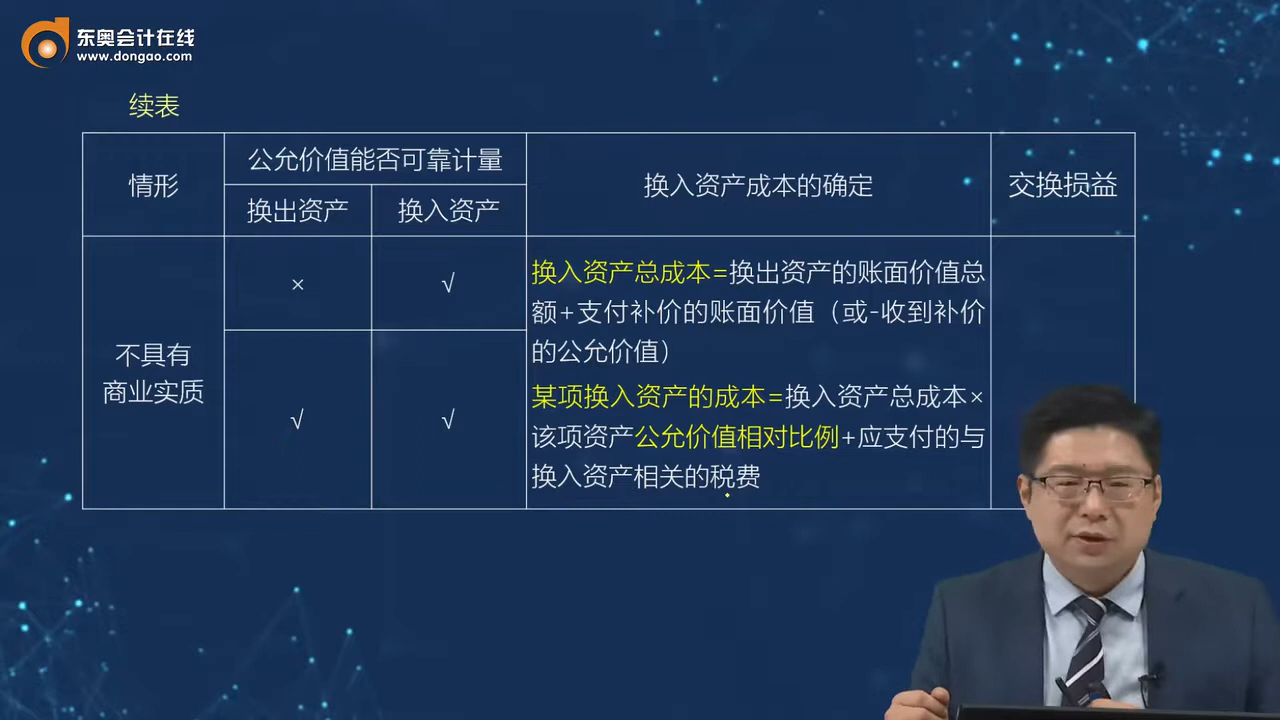 东奥会计在线
www.dongao.com
续表
情形
公允价值能否可靠计量
换出资产
换入资产
换入资产成本的确定
交换损益
不具有
商业实质
×
√
√
√
换入资产总成本=换出资产的账面价值总
额+支付补价的账面价值（或-收到补价
的公允价值）
某项换入资产的成本=换入资产总成本×
该项资产公允价值相对比例+应支付的与
换入资产相关的税费